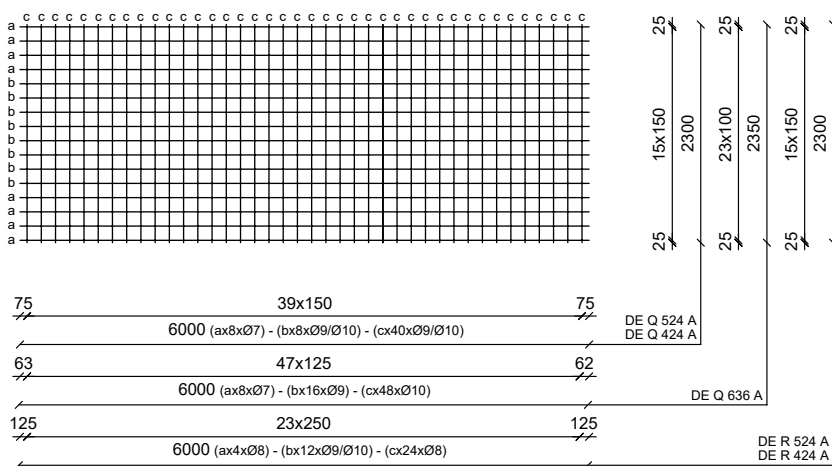 c c c c c c c c c c c c c c c c c c c c c c c c c c c c c c c c c c c c c c c c
a
a
a
a
b
b
b
b
b
b
b
b
a
a
a
a
25
15x150
25
2300
25
23x100
25
2350
25
15x150
25
2300
75 39x150 75
6000 (ax8xØ7) - (bx8xØ9/Ø10) - (cx40xØ9/Ø10)
DE Q 524 A
DE Q 424 A
63 47x125 62
6000 (ax8xØ7) - (bx16xØ9) - (cx48xØ10)
DE Q 636 A
125 23x250 125
6000 (ax4xØ8) - (bx12xØ9/Ø10) - (cx24xØ8)
DE R 524 A
DE R 424 A